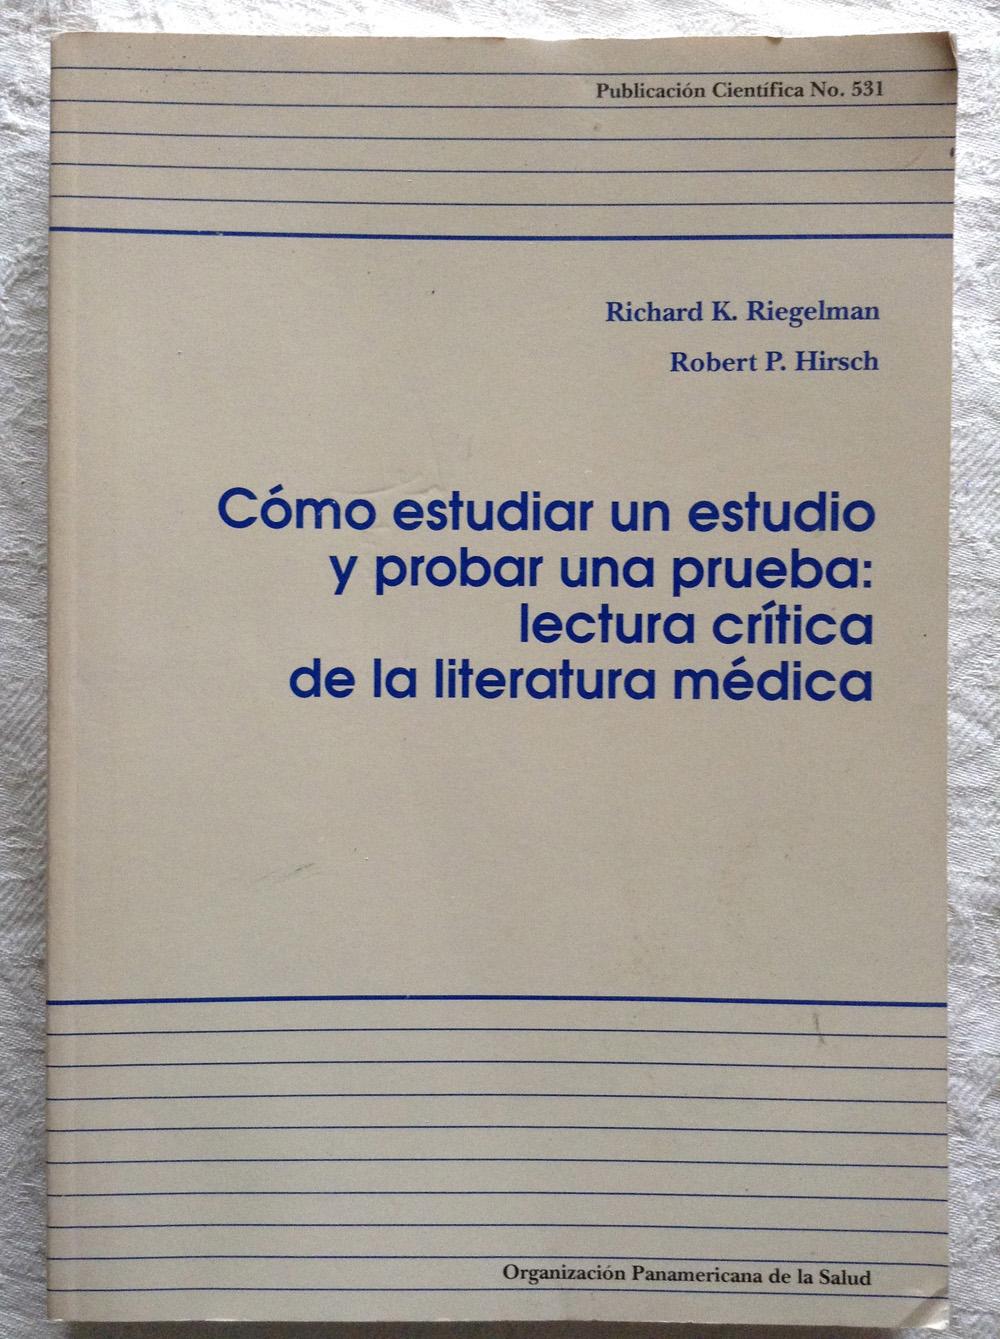 Publicación Científica No. 531
Richard K. Riegelman
Robert P. Hirsch
Cómo estudiar un estudio
y probar una prueba:
lectura crítica
de la literatura médica
Organización Panamericana de la Salud